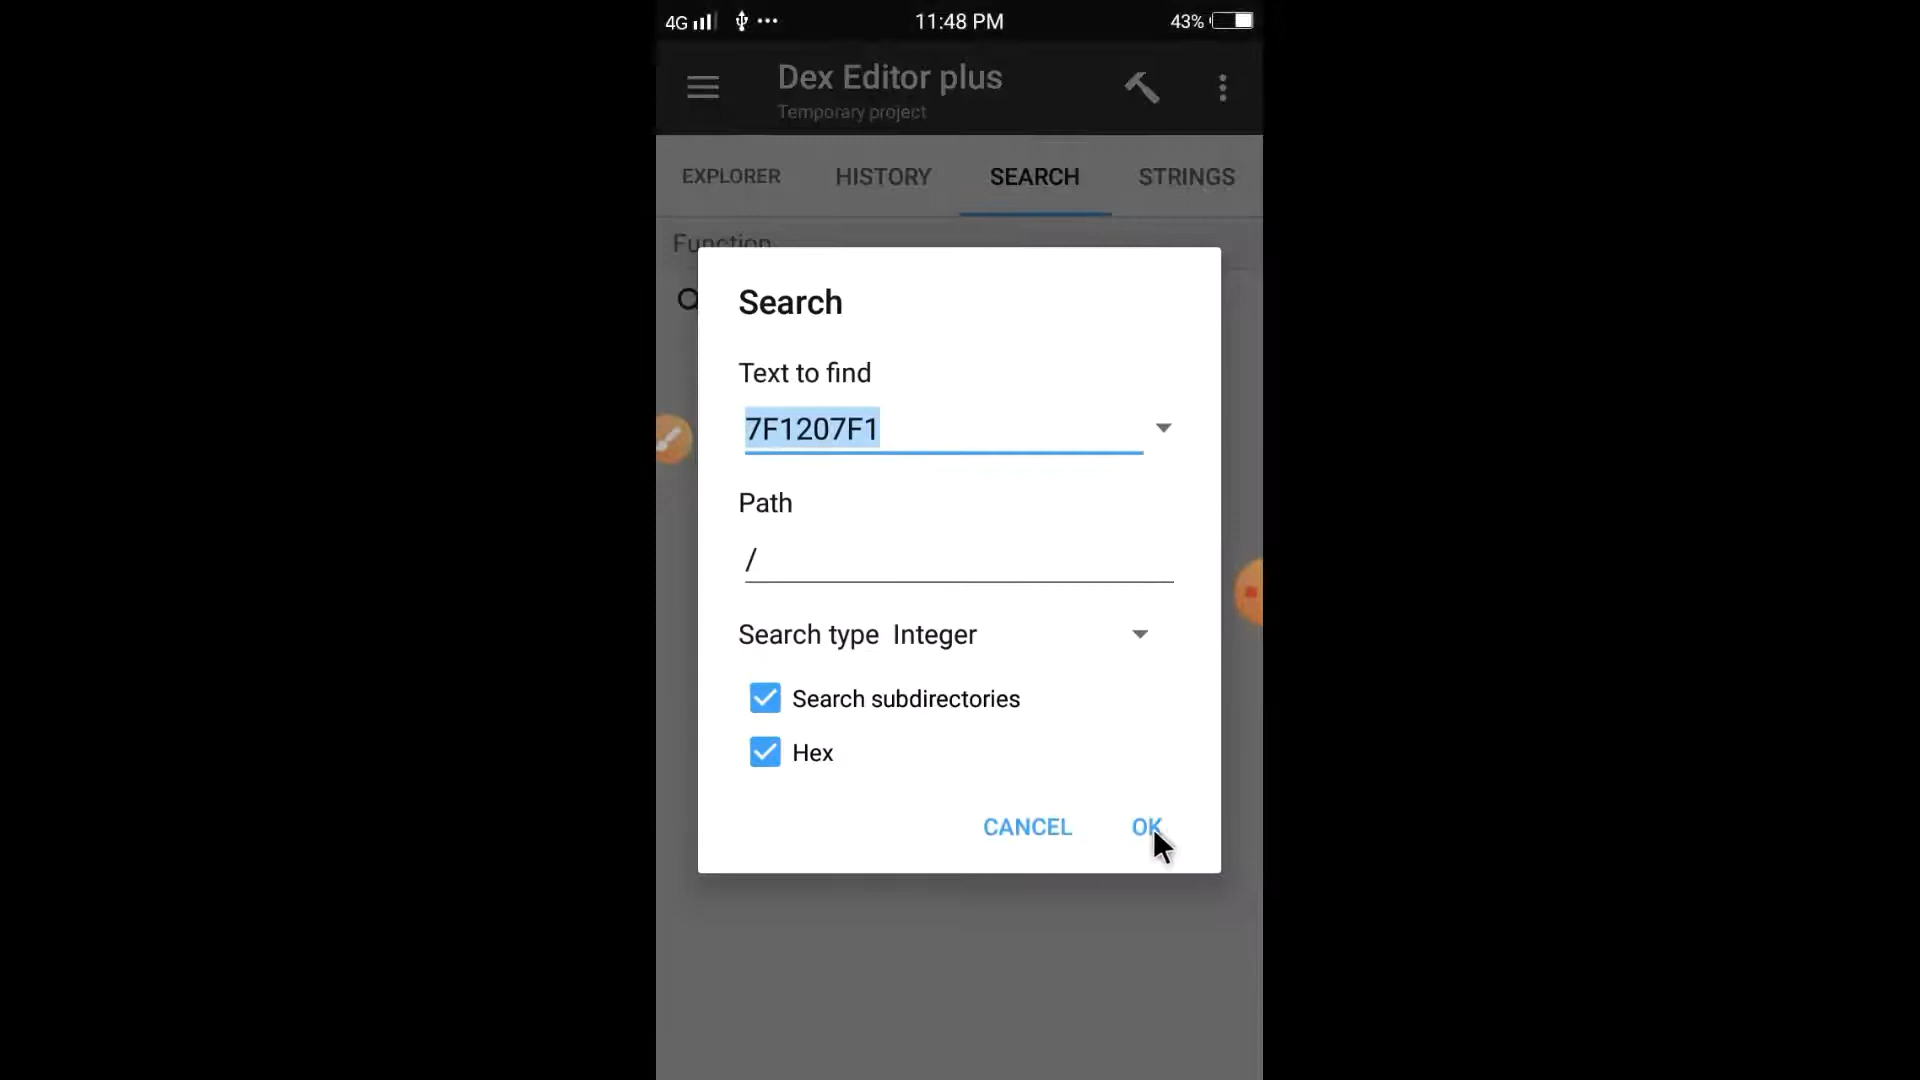 4G ••• 11:48 PM 43%
Dex Editor plus
Temporary project
EXPLORER HISTORY SEARCH STRINGS
Function
Search
Text to find
7F1207F1
Path
/
Search type Integer
Search subdirectories
Hex
CANCEL OK